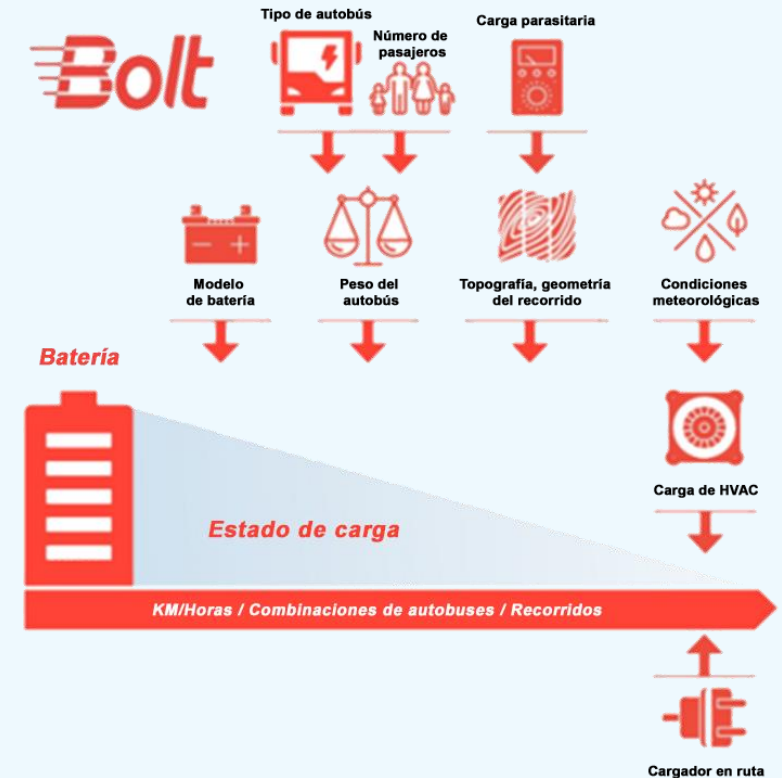 Bolt
Tipo de autobús
Número de
pasajeros
Carga parasitaria
Modelo
de batería
Peso del
autobús
Topografía, geometría
del recorrido
Condiciones
meteorológicas
Batería
Carga de HVAC
Estado de carga
KM/Horas / Combinaciones de autobuses / Recorridos
Cargador en ruta